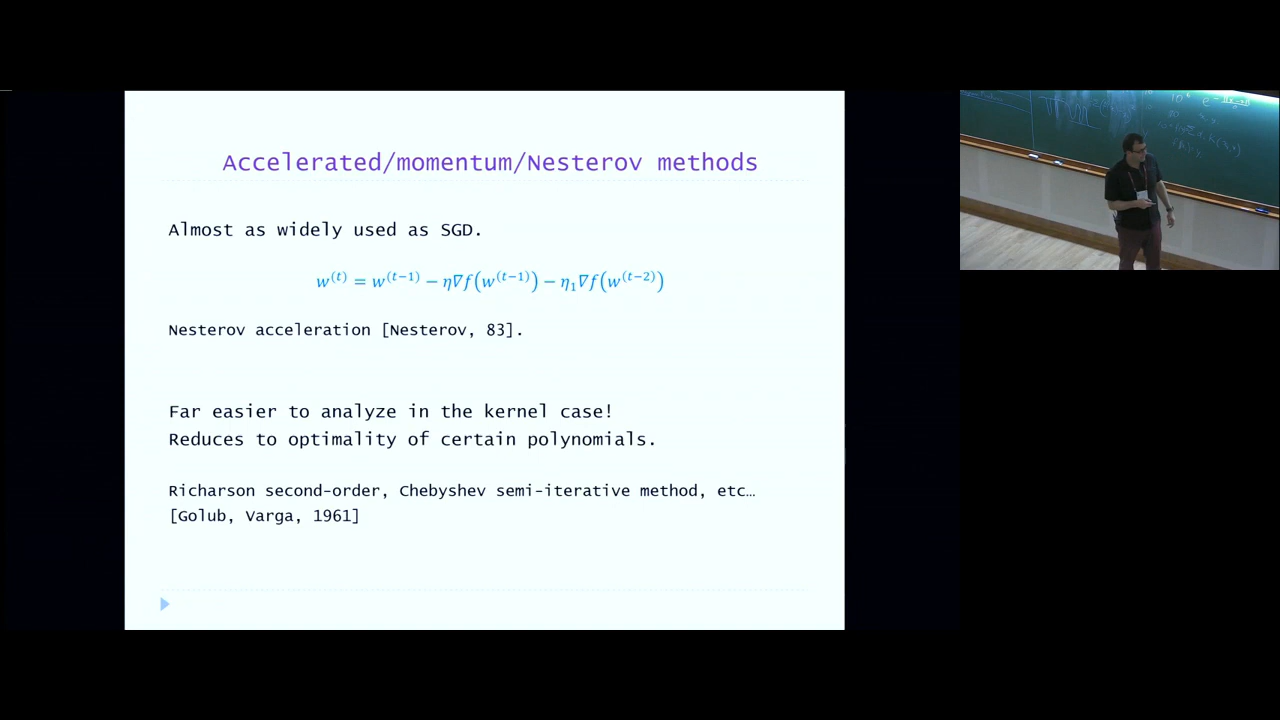 Accelerated/momentum/Nesterov methods
Almost as widely used as SGD.
w^{(t)} = w^{(t−1)} − η∇f(w^{(t−1)}) − η_1∇f(w^{(t−2)})
Nesterov acceleration [Nesterov, 83].
Far easier to analyze in the kernel case!
Reduces to optimality of certain polynomials.
Richarson second-order, Chebyshev semi-iterative method, etc…
[Golub, Varga, 1961]